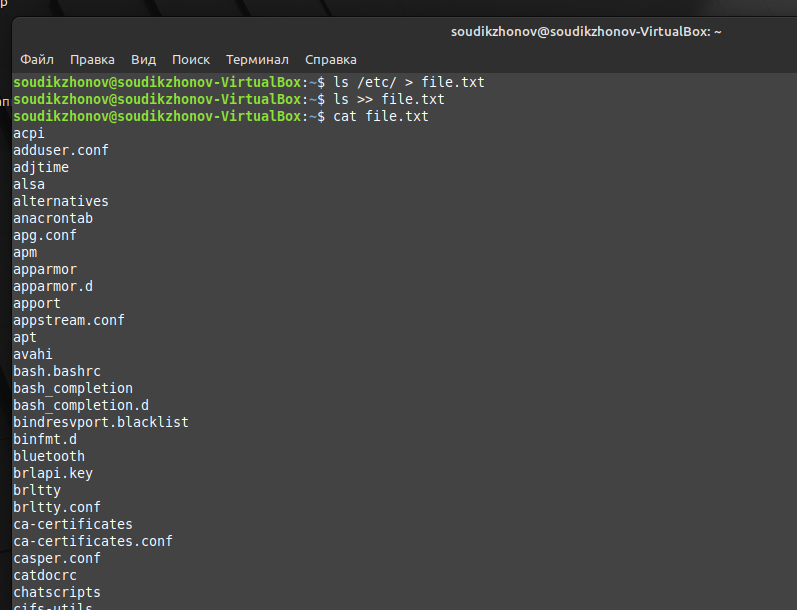 р
soudikzhonov@soudikzhonov-VirtualBox: ~
Файл Правка Вид Поиск Терминал Справка
soudikzhonov@soudikzhonov-VirtualBox:~$ ls /etc/ > file.txt
soudikzhonov@soudikzhonov-VirtualBox:~$ ls >> file.txt
soudikzhonov@soudikzhonov-VirtualBox:~$ cat file.txt
acpi
adduser.conf
adjtime
alsa
alternatives
anacrontab
apg.conf
apm
apparmor
apparmor.d
apport
appstream.conf
apt
avahi
bash.bashrc
bash_completion
bash_completion.d
bindresvport.blacklist
binfmt.d
bluetooth
brlapi.key
brltty
brltty.conf
ca-certificates
ca-certificates.conf
casper.conf
catdocrc
chatscripts
cifs-utils